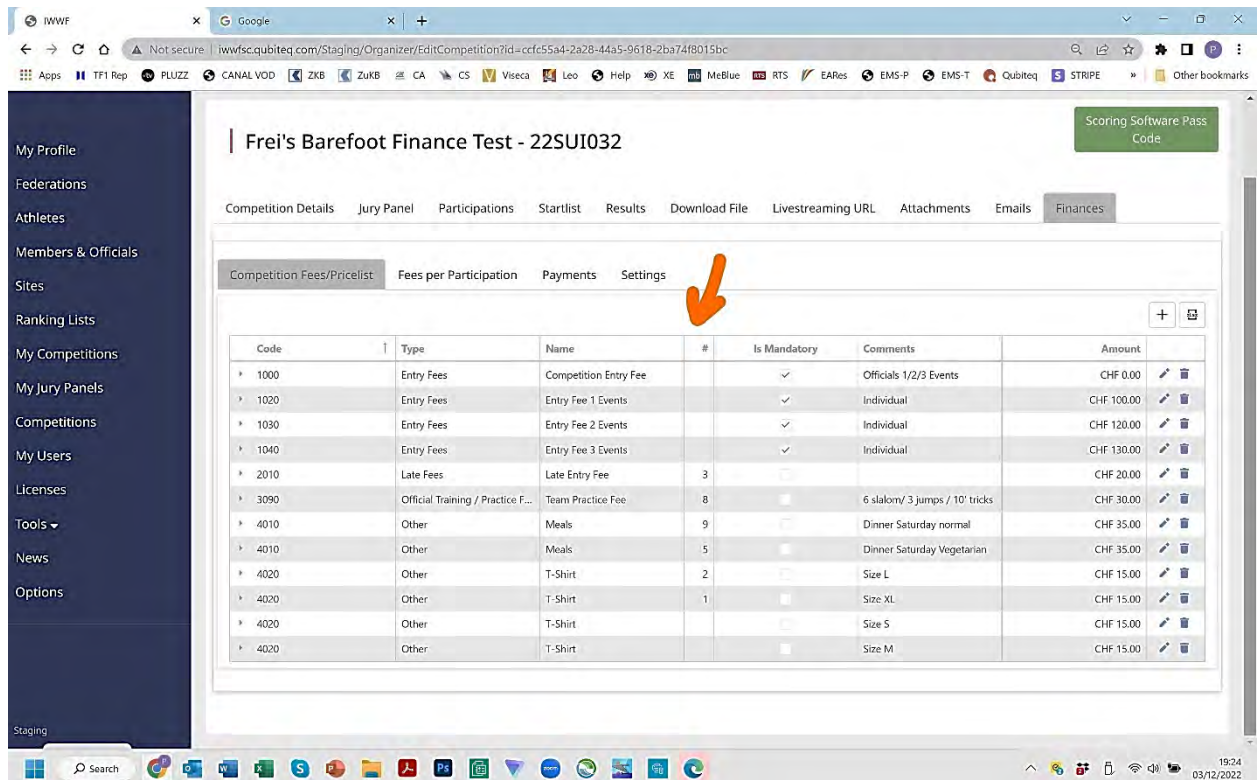 IWWF
Google
Not secure iwwfsc.qubiteq.com/Staging/Organizer/EditCompetition?id=ccfc55a4-2a28-44a5-9618-2ba74f8015bc
Apps TF1 Rep PLUZZ CANAL VOD ZKB ZuKB CA CS Viseca Leo Help XE MeBlue RTS EARes EMS-P EMS-T Qubiteq STRIPE » Other bookmarks
Scoring Software Pass
Code
Frei's Barefoot Finance Test - 22SUI032
My Profile
Federations
Athletes
Members & Officials
Sites
Ranking Lists
My Competitions
My Jury Panels
Competitions
My Users
Licenses
Tools
News
Options
Staging
Competition Details Jury Panel Participations Startlist Results Download File Livestreaming URL Attachments Emails Finances
Competition Fees/Pricelist Fees per Participation Payments Settings
Code Type Name # Is Mandatory Comments Amount
1000 Entry Fees Competition Entry Fee Officials 1/2/3 Events CHF 0.00
1020 Entry Fees Entry Fee 1 Events Individual CHF 100.00
1030 Entry Fees Entry Fee 2 Events Individual CHF 120.00
1040 Entry Fees Entry Fee 3 Events Individual CHF 130.00
2010 Late Fees Late Entry Fee 3 CHF 20.00
3090 Official Training / Practice F... Team Practice Fee 8 6 slalom/ 3 jumps / 10' tricks CHF 30.00
4010 Other Meals 9 Dinner Saturday normal CHF 35.00
4010 Other Meals 5 Dinner Saturday Vegetarian CHF 35.00
4020 Other T-Shirt 2 Size L CHF 15.00
4020 Other T-Shirt 1 Size XL CHF 15.00
4020 Other T-Shirt Size S CHF 15.00
4020 Other T-Shirt Size M CHF 15.00
Search
19:24
03/12/2022